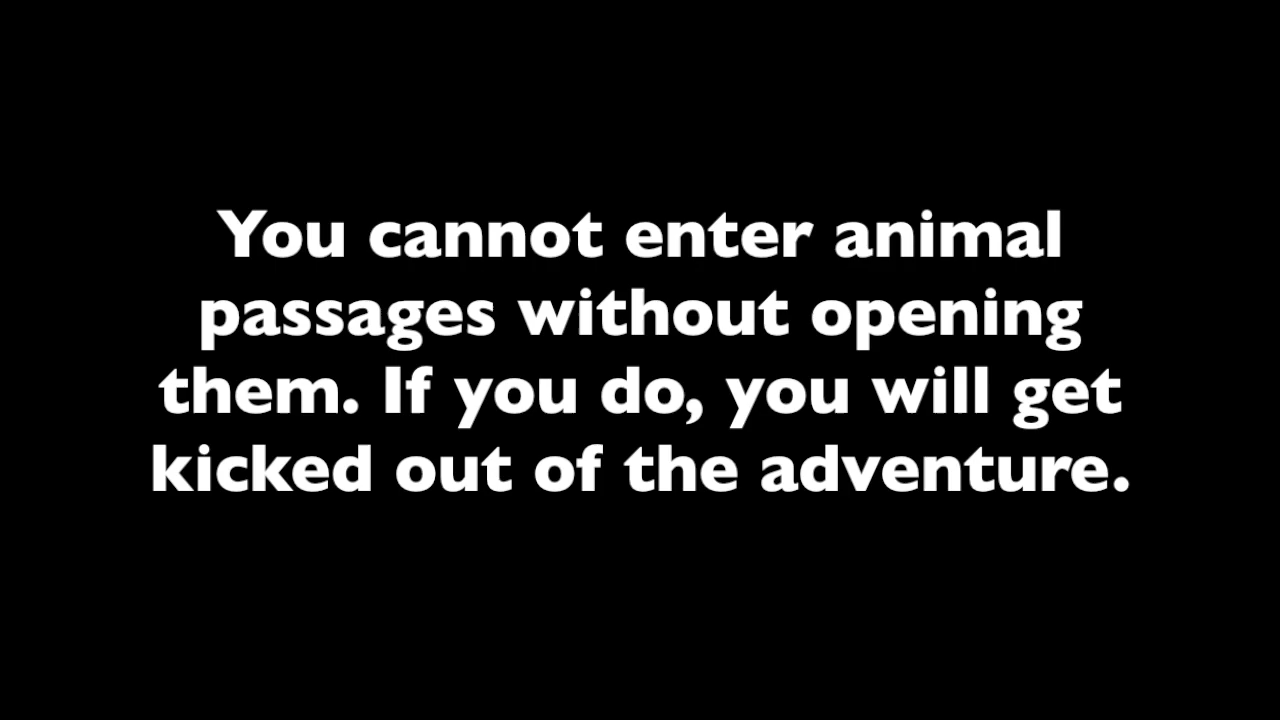 You cannot enter animal
passages without opening
them. If you do, you will get
kicked out of the adventure.